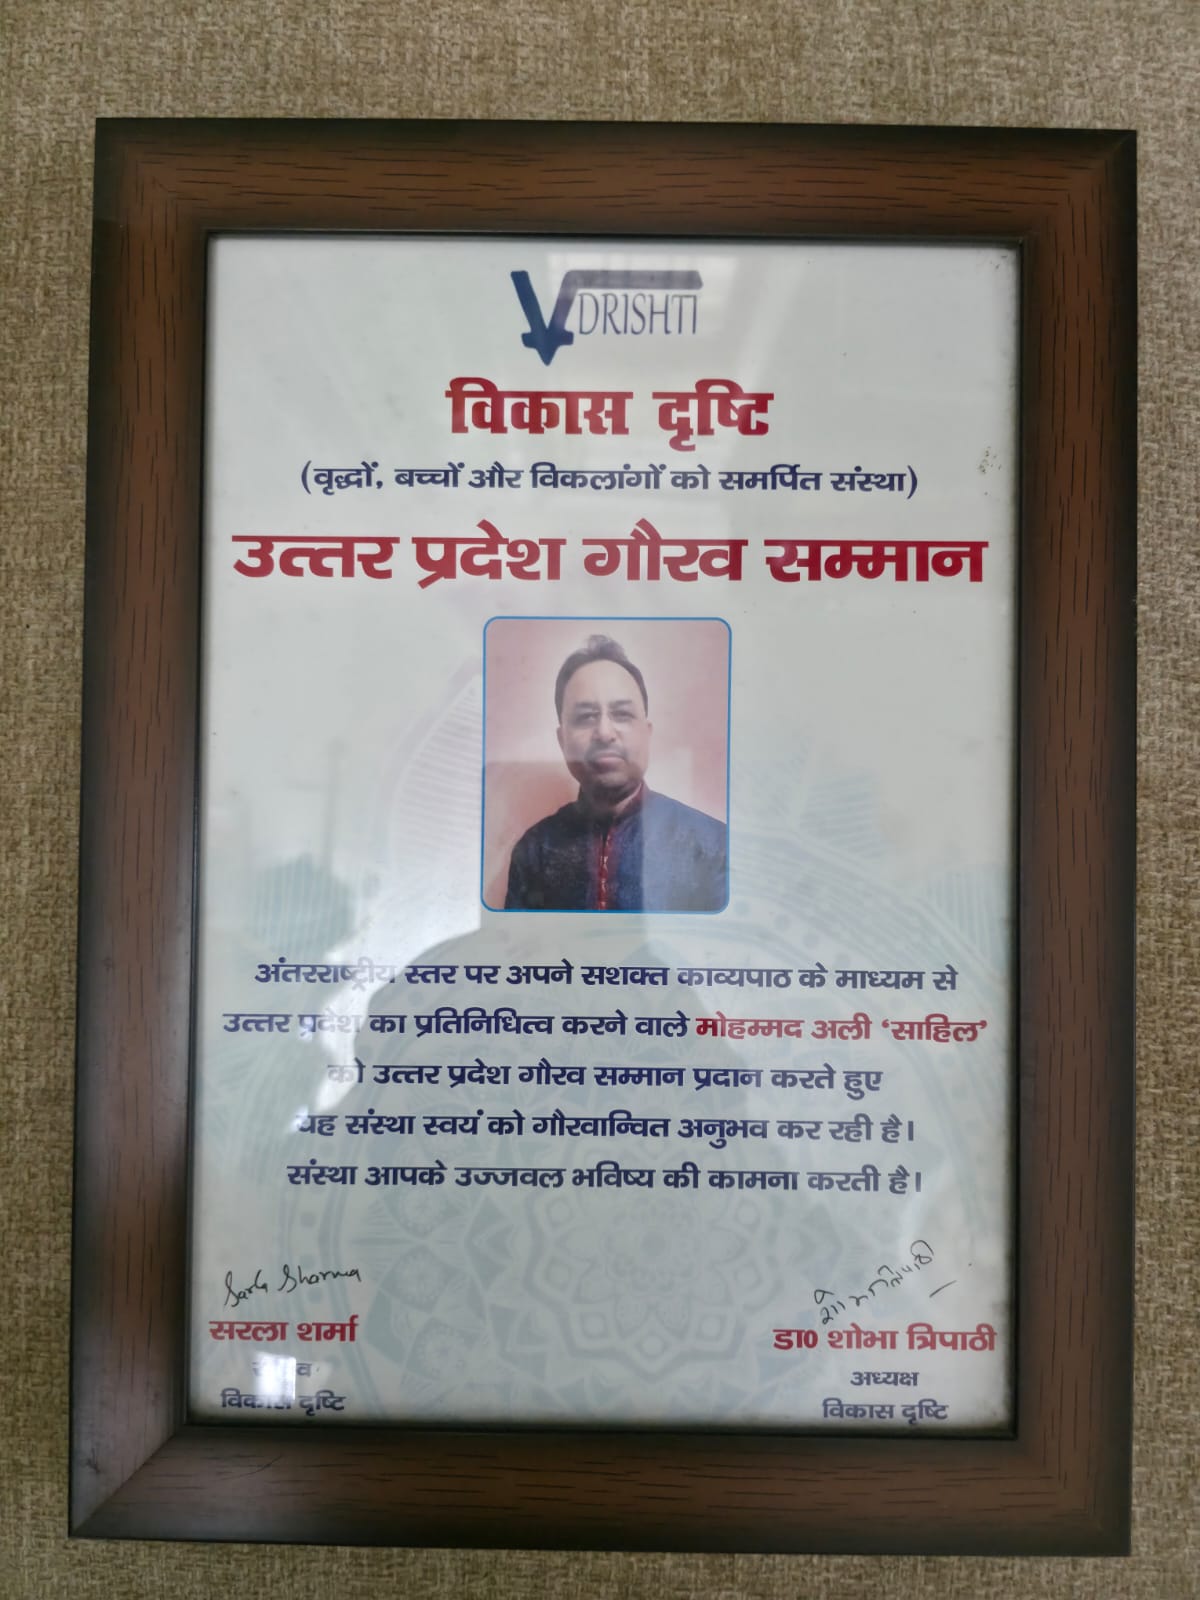 VDRISHTI
विकास दृष्टि
(वृद्धों, बच्चों और विकलांगों को समर्पित संस्था)
उत्तर प्रदेश गौरव सम्मान
अंतरराष्ट्रीय स्तर पर अपने सशक्त काव्यपाठ के माध्यम से
उत्तर प्रदेश का प्रतिनिधित्व करने वाले मोहम्मद अली ‘साहिल’
को उत्तर प्रदेश गौरव सम्मान प्रदान करते हुए
यह संस्था स्वयं को गौरवान्वित अनुभव कर रही है।
संस्था आपके उज्जवल भविष्य की कामना करती है।
Sarla Sharma
सरला शर्मा
विकास दृष्टि
शोभा त्रिपाठी
डा0 शोभा त्रिपाठी
अध्यक्ष
विकास दृष्टि